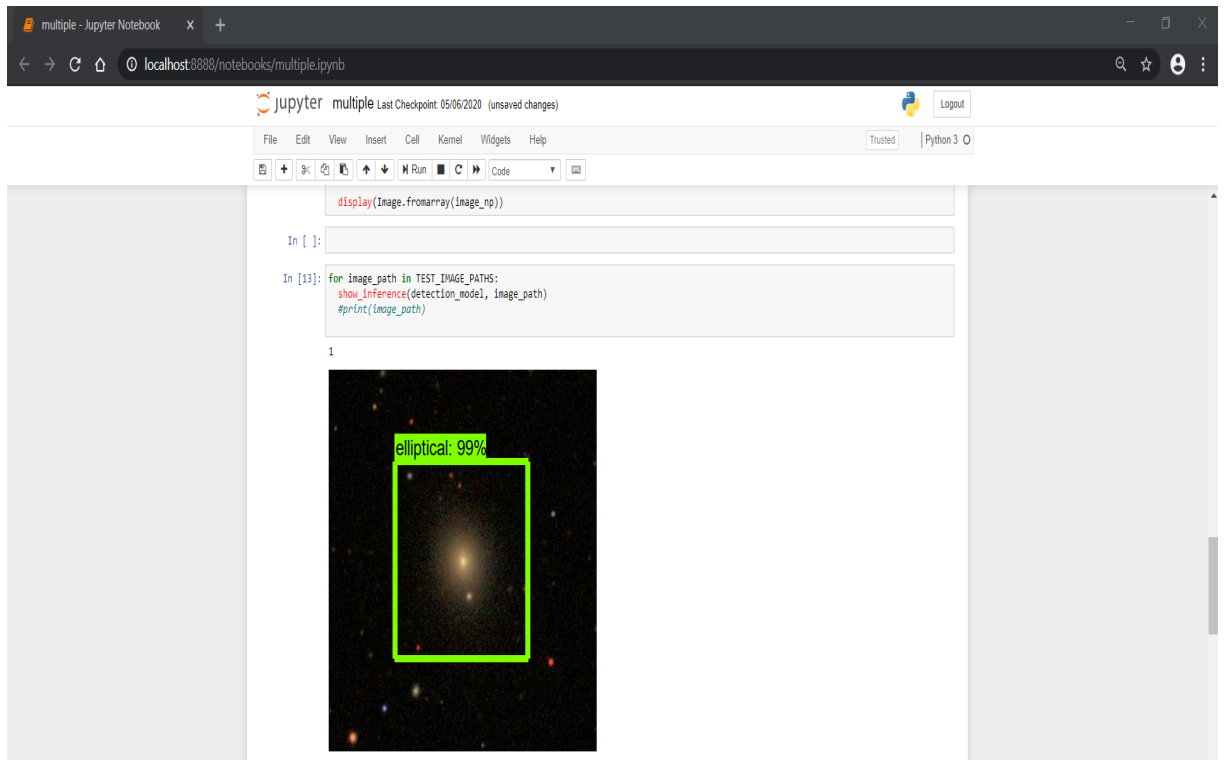 multiple - Jupyter Notebook
localhost:8888/notebooks/multiple.ipynb
jupyter multiple Last Checkpoint: 05/06/2020 (unsaved changes)
Logout
File Edit View Insert Cell Kernel Widgets Help
Trusted
Python 3
Run
Code
display(Image.fromarray(image_np))
In [ ]:
In [13]: for image_path in TEST_IMAGE_PATHS:
show_inference(detection_model, image_path)
#print(image_path)
1
elliptical: 99%